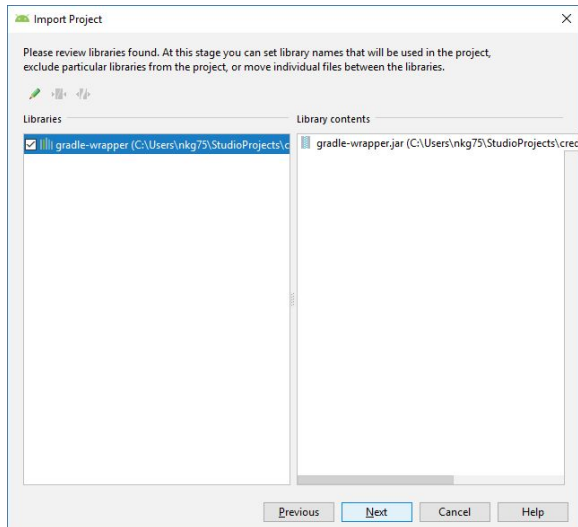 Import Project
Please review libraries found. At this stage you can set library names that will be used in the project,
exclude particular libraries from the project, or move individual files between the libraries.
Libraries
Library contents
gradle-wrapper (C:\Users\nkg75\StudioProjects\c
gradle-wrapper.jar (C:\Users\nkg75\StudioProjects\cred
Previous
Next
Cancel
Help